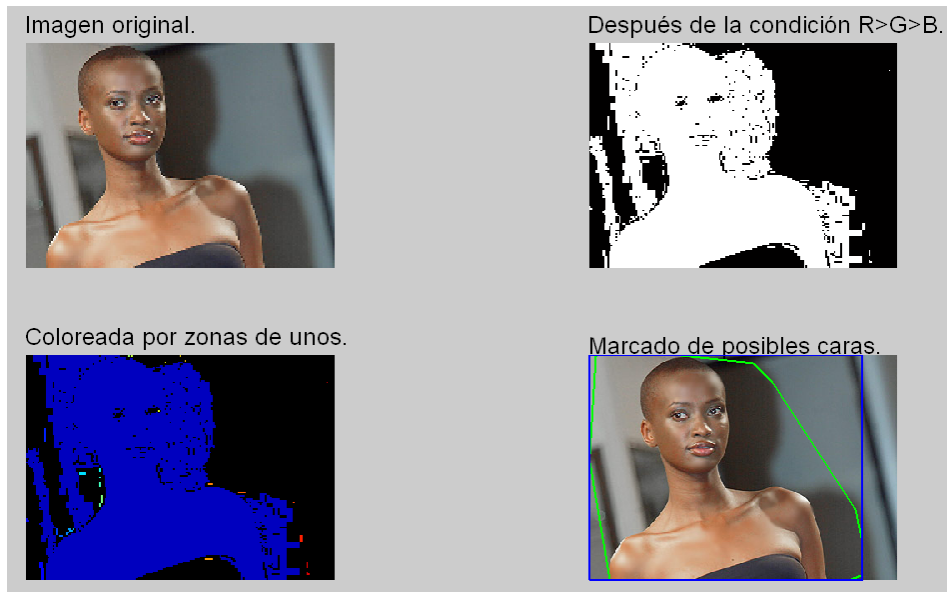 Imagen original.
Después de la condición R>G>B.
Coloreada por zonas de unos.
Marcado de posibles caras.